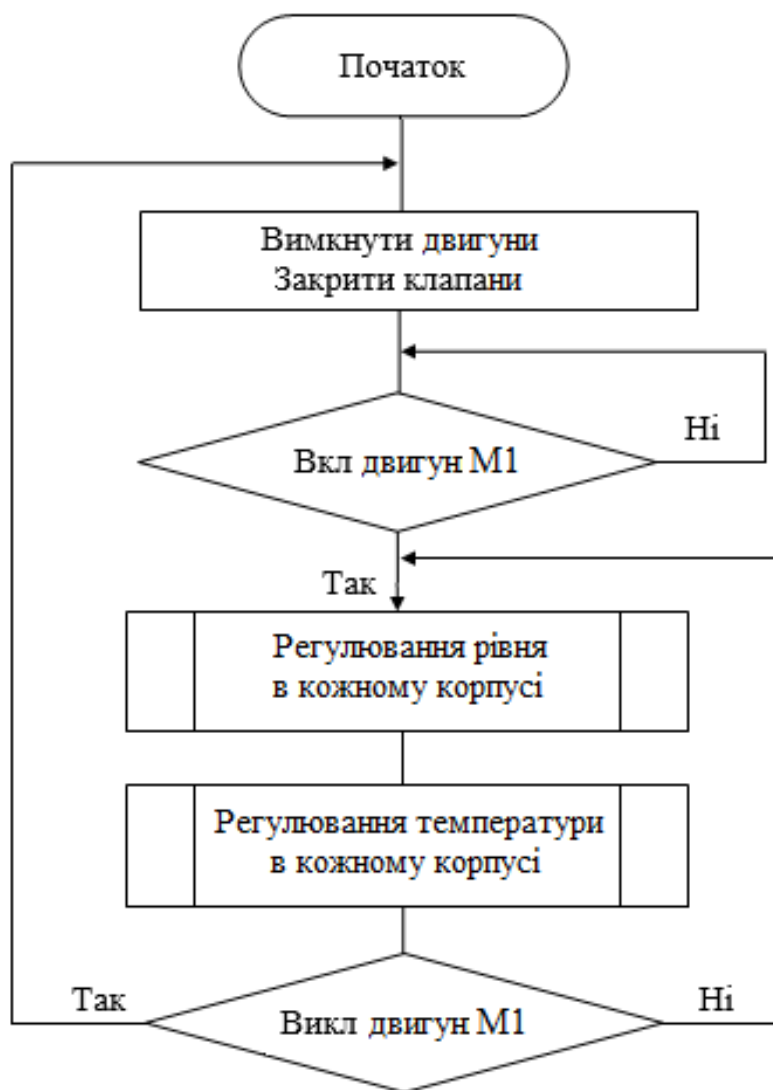 Початок
Вимкнути двигуни
Закрити клапани
Вкл двигун М1
Ні
Так
Регулювання рівня
в кожному корпусі
Регулювання температури
в кожному корпусі
Так
Викл двигун М1
Ні